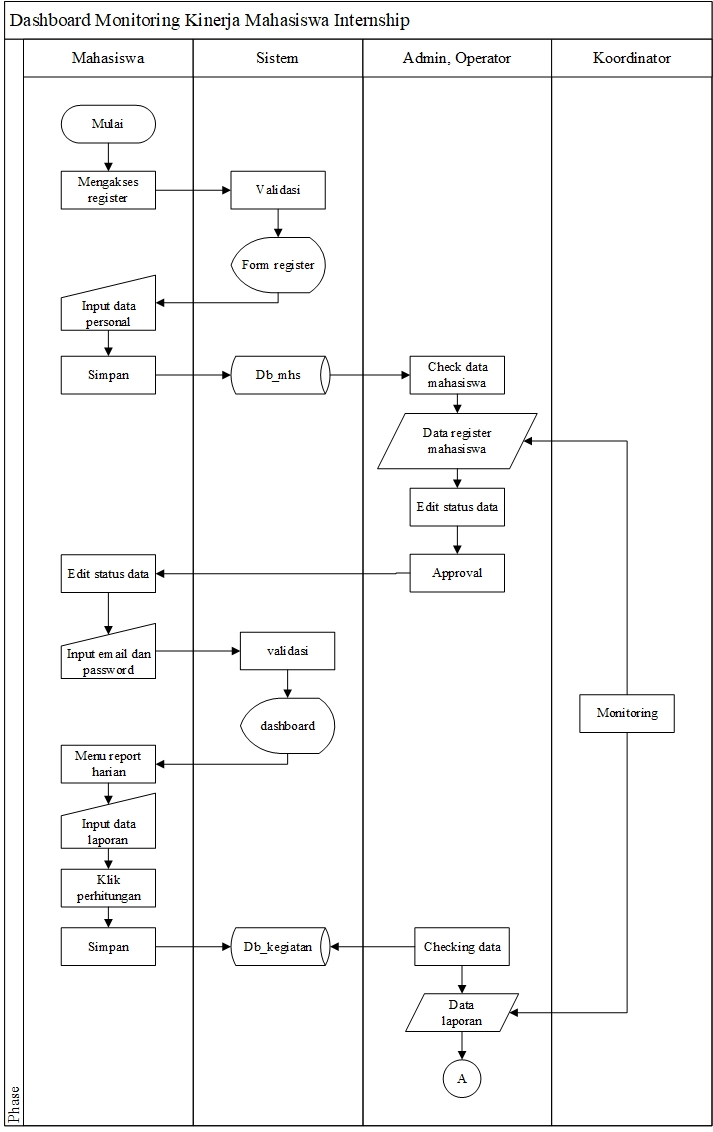 Dashboard Monitoring Kinerja Mahasiswa Internship
Mahasiswa
Sistem
Admin, Operator
Koordinator
Mulai
Mengakses
register
Validasi
Form register
Input data
personal
Simpan
Db_mhs
Check data
mahasiswa
Data register
mahasiswa
Edit status data
Approval
Edit status data
Input email dan
password
validasi
dashboard
Monitoring
Menu report
harian
Input data
laporan
Klik
perhitungan
Simpan
Db_kegiatan
Checking data
Data
laporan
A
Phase